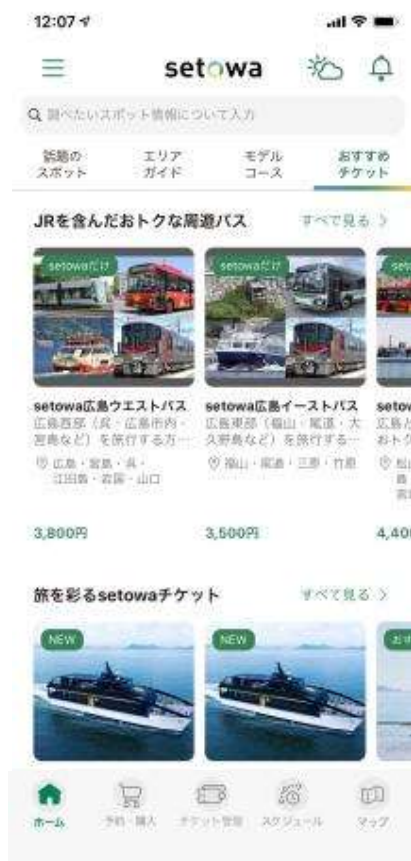 12:07
setowa
調べたいスポット情報について入力
話題の
スポット
エリア
ガイド
モデル
コース
おすすめ
チケット
JRを含んだおトクな周遊パス
すべて見る
setowaだけ
setowaだけ
setowa広島ウエストパス
広島西部（呉・広島市内・
宮島など）を旅行する方…
広島・宮島・呉・
江田島・岩国・山口
3,800円
setowa広島イーストパス
広島東部（福山・尾道・大
久野島など）を旅行する…
福山・尾道・三原・竹原
3,500円
setow
広島と
おトク
4,40
旅を彩るsetowaチケット
すべて見る
NEW
NEW
ホーム
予約・購入
チケット管理
スケジュール
マップ